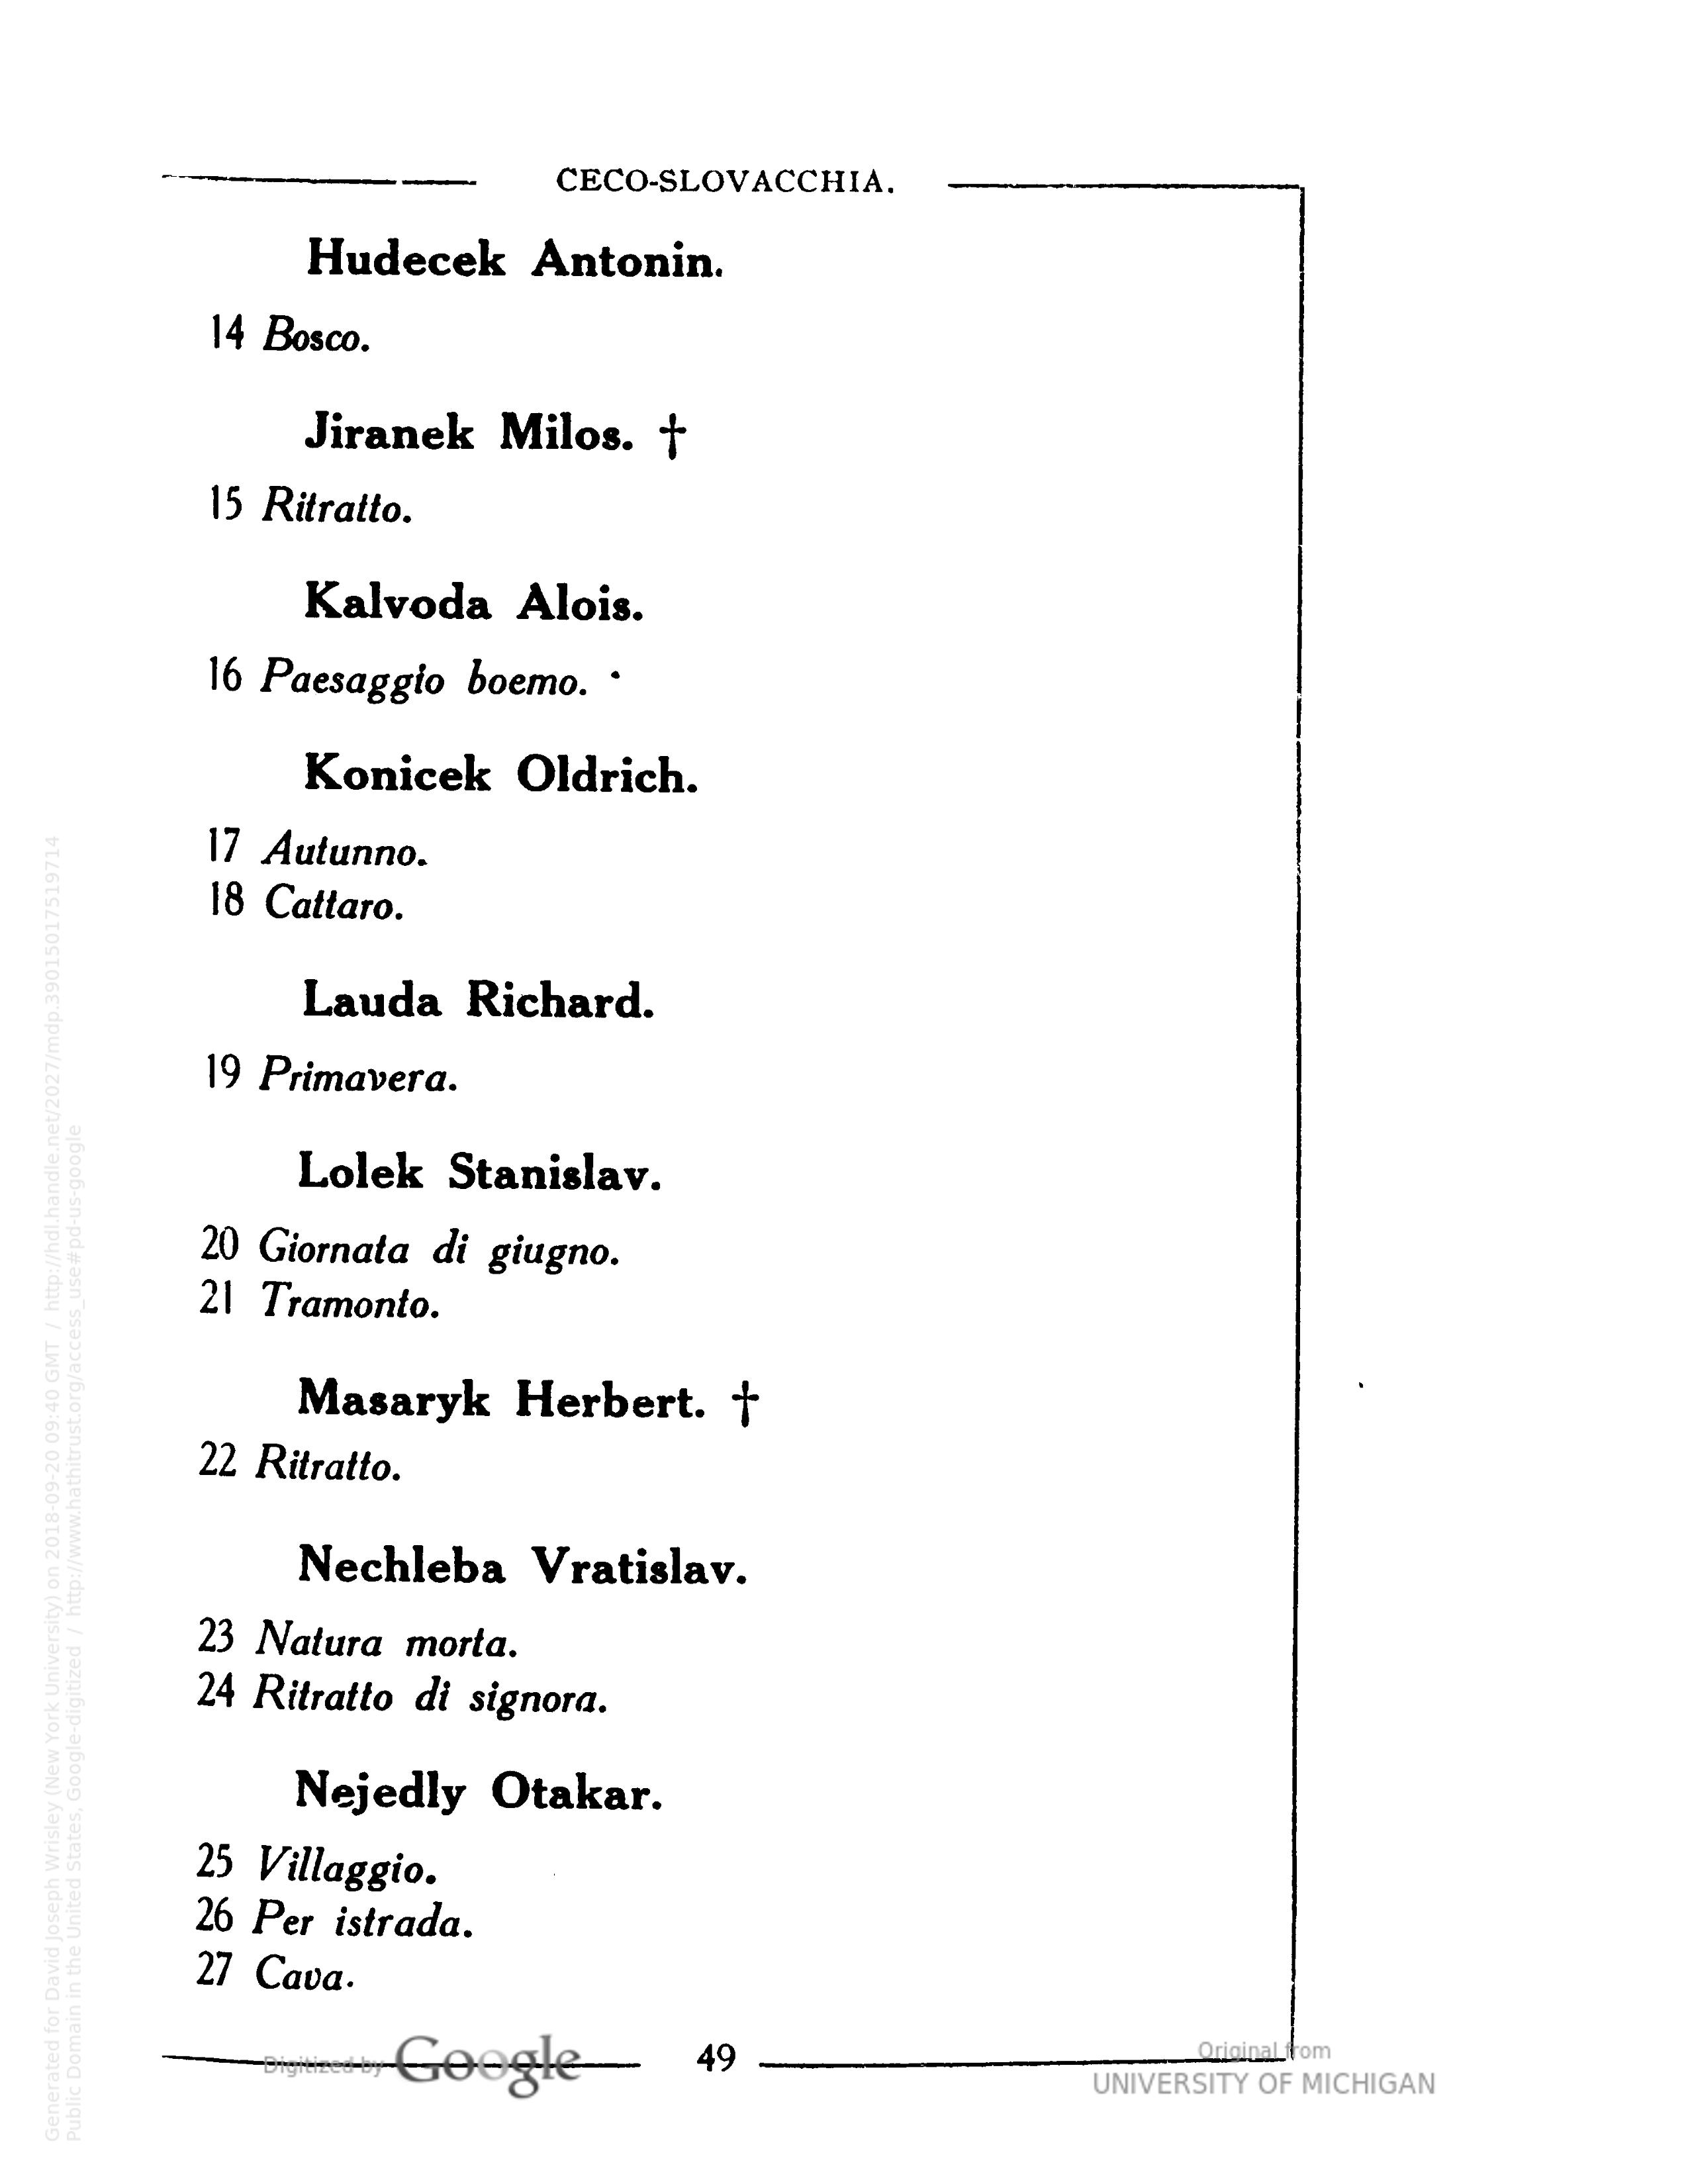 CECO-SLOVACCHIA.
Hudecek Antonin.
14 Bosco.
Jiranek Milos. †
15 Ritratto.
Kalvoda Alois.
16 Paesaggio boemo.
Konicek Oldrich.
17 Autunno.
18 Cattaro.
Lauda Richard.
19 Primavera.
Lolek Stanislav.
20 Giornata di giugno.
21 Tramonto.
Masaryk Herbert. †
22 Ritratto.
Nechleba Vratislav.
23 Natura morta.
24 Ritratto di signora.
Nejedly Otakar.
25 Villaggio.
26 Per istrada.
27 Cava.
49
Digitized by Google
Original from
UNIVERSITY OF MICHIGAN
Generated for David Joseph Wrisley (New York University) on 2018-09-20 09:40 GMT / http://hdl.handle.net/2027/mdp.39015017519714
Public Domain in the United States, Google-digitized / http://www.hathitrust.org/access_use#pd-us-google